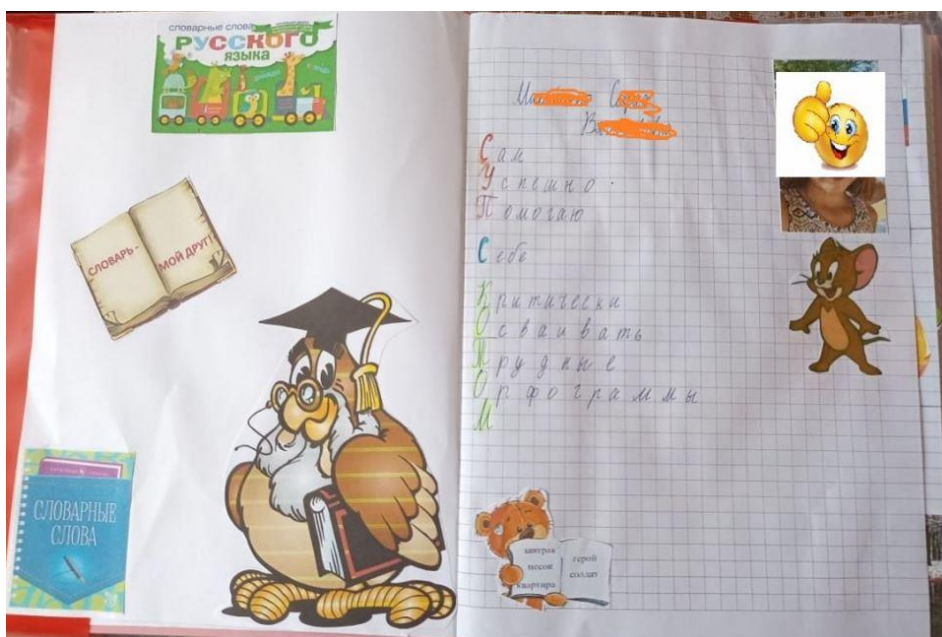 словарные слова
РУССКОГО
ЯЗЫКА
СЛОВАРЬ -
МОЙ ДРУГ!
СЛОВАРНЫЕ
СЛОВА
Сам
Успешно
Помогаю
Себе
Критически
Осваивать
Трудные
Орфограммы
М
завтрак
песок
квартира
герой
солдат